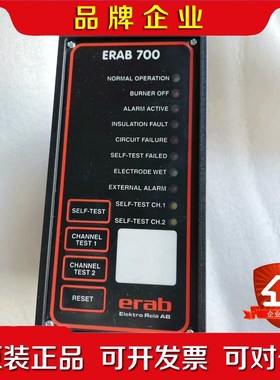 品牌企业
ERAB 700
NORMAL OPERATION
BURNER OFF
ALARM ACTIVE
INSULATION FAULT
CIRCUIT FAILURE
SELF-TEST FAILED
ELECTRODE WET
EXTERNAL ALARM
SELF-TEST CH.1
SELF-TEST CH.2
SELF-TEST
CHANNEL
TEST 1
CHANNEL
TEST 2
RESET
erab
Elektro Relä AB
企业
装正品 可开发票 可对